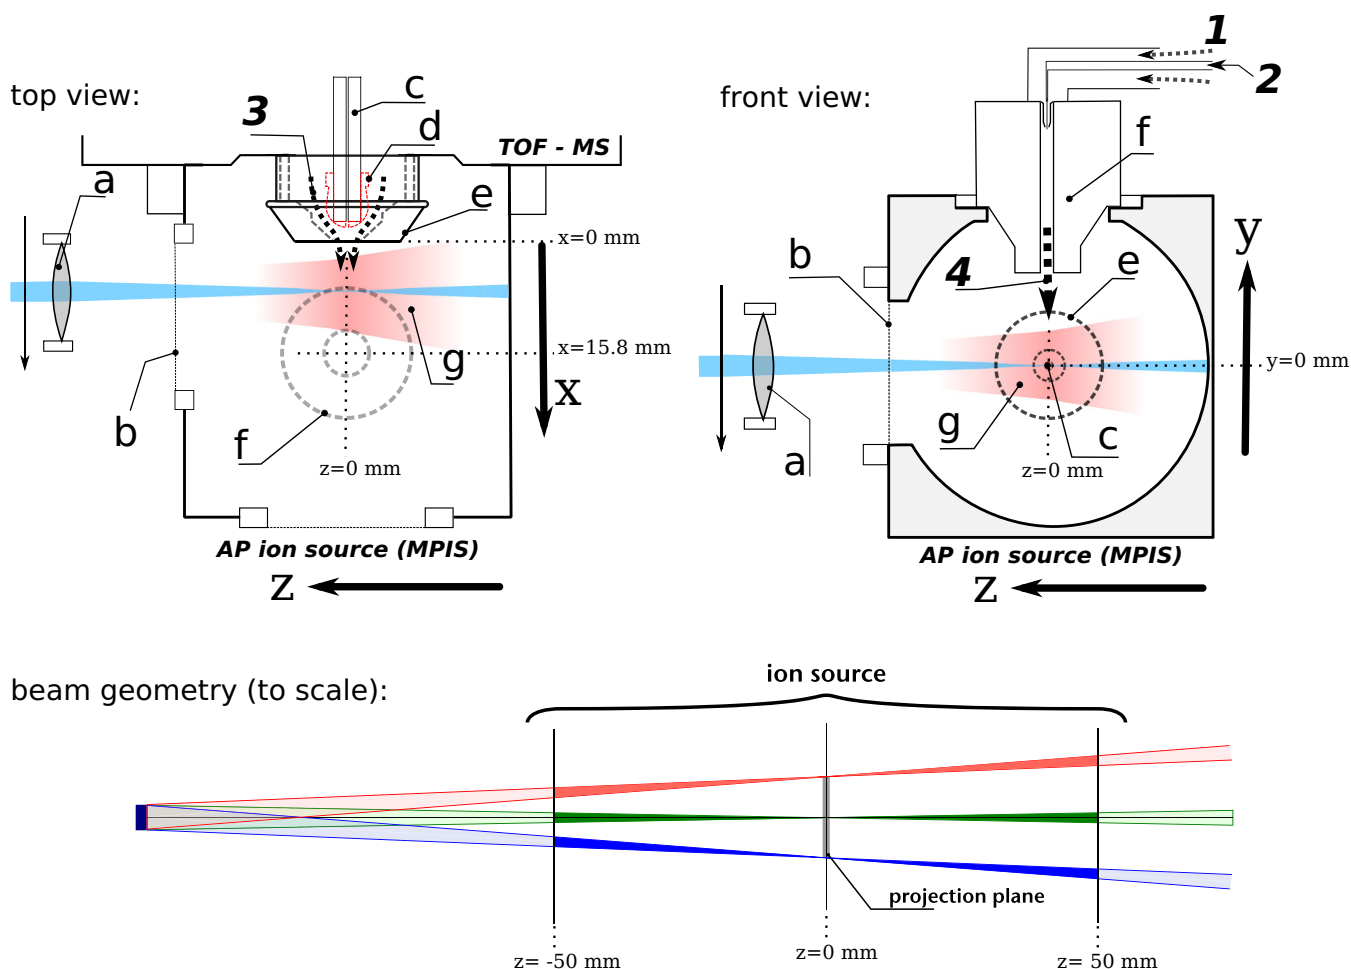 top view:
3
c
d
TOF - MS
a
e
x=0 mm
x=15.8 mm
g
x
b
f
z=0 mm
AP ion source (MPIS)
z
front view:
1
2
f
y
b
4
e
y=0 mm
g
c
a
z=0 mm
AP ion source (MPIS)
z
beam geometry (to scale):
ion source
projection plane
z= -50 mm
z=0 mm
z= 50 mm